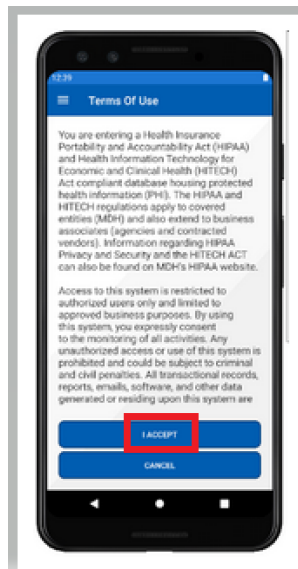 12:39
Terms Of Use
You are entering a Health Insurance
Portability and Accountability Act (HIPAA)
and Health Information Technology for
Economic and Clinical Health (HITECH)
Act compliant database housing protected
health information (PHI). The HIPAA and
HITECH regulations apply to covered
entities (MDH) and also extend to business
associates (agencies and contracted
vendors). Information regarding HIPAA
Privacy and Security and the HITECH ACT
can also be found on MDH's HIPAA website.
Access to this system is restricted to
authorized users only and limited to
approved business purposes. By using
this system, you expressly consent
to the monitoring of all activities. Any
unauthorized access or use of this system is
prohibited and could be subject to criminal
and civil penalties. All transactional records,
reports, emails, software, and other data
generated or residing upon this system are
I ACCEPT
CANCEL